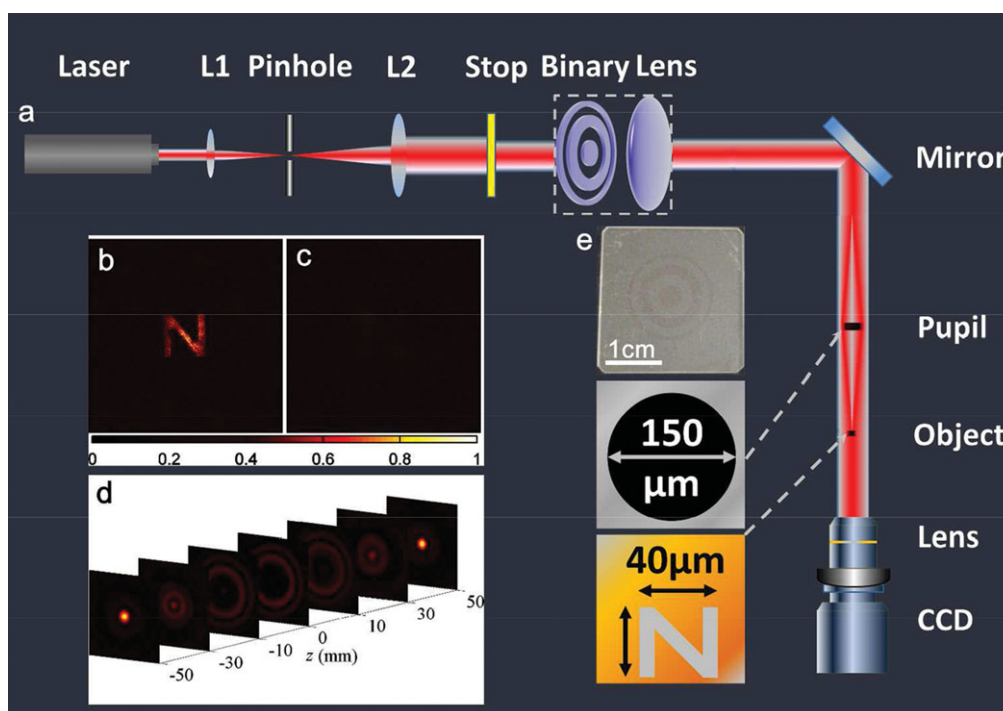 Laser L1 Pinhole L2 Stop Binary Lens
a
Mirror
b
c
e
1cm
Pupil
150
μm
Object
0 0.2 0.4 0.6 0.8 1
d
40μm
Lens
CCD
-50 -30 -10 0 10 30 50
z (mm)
N